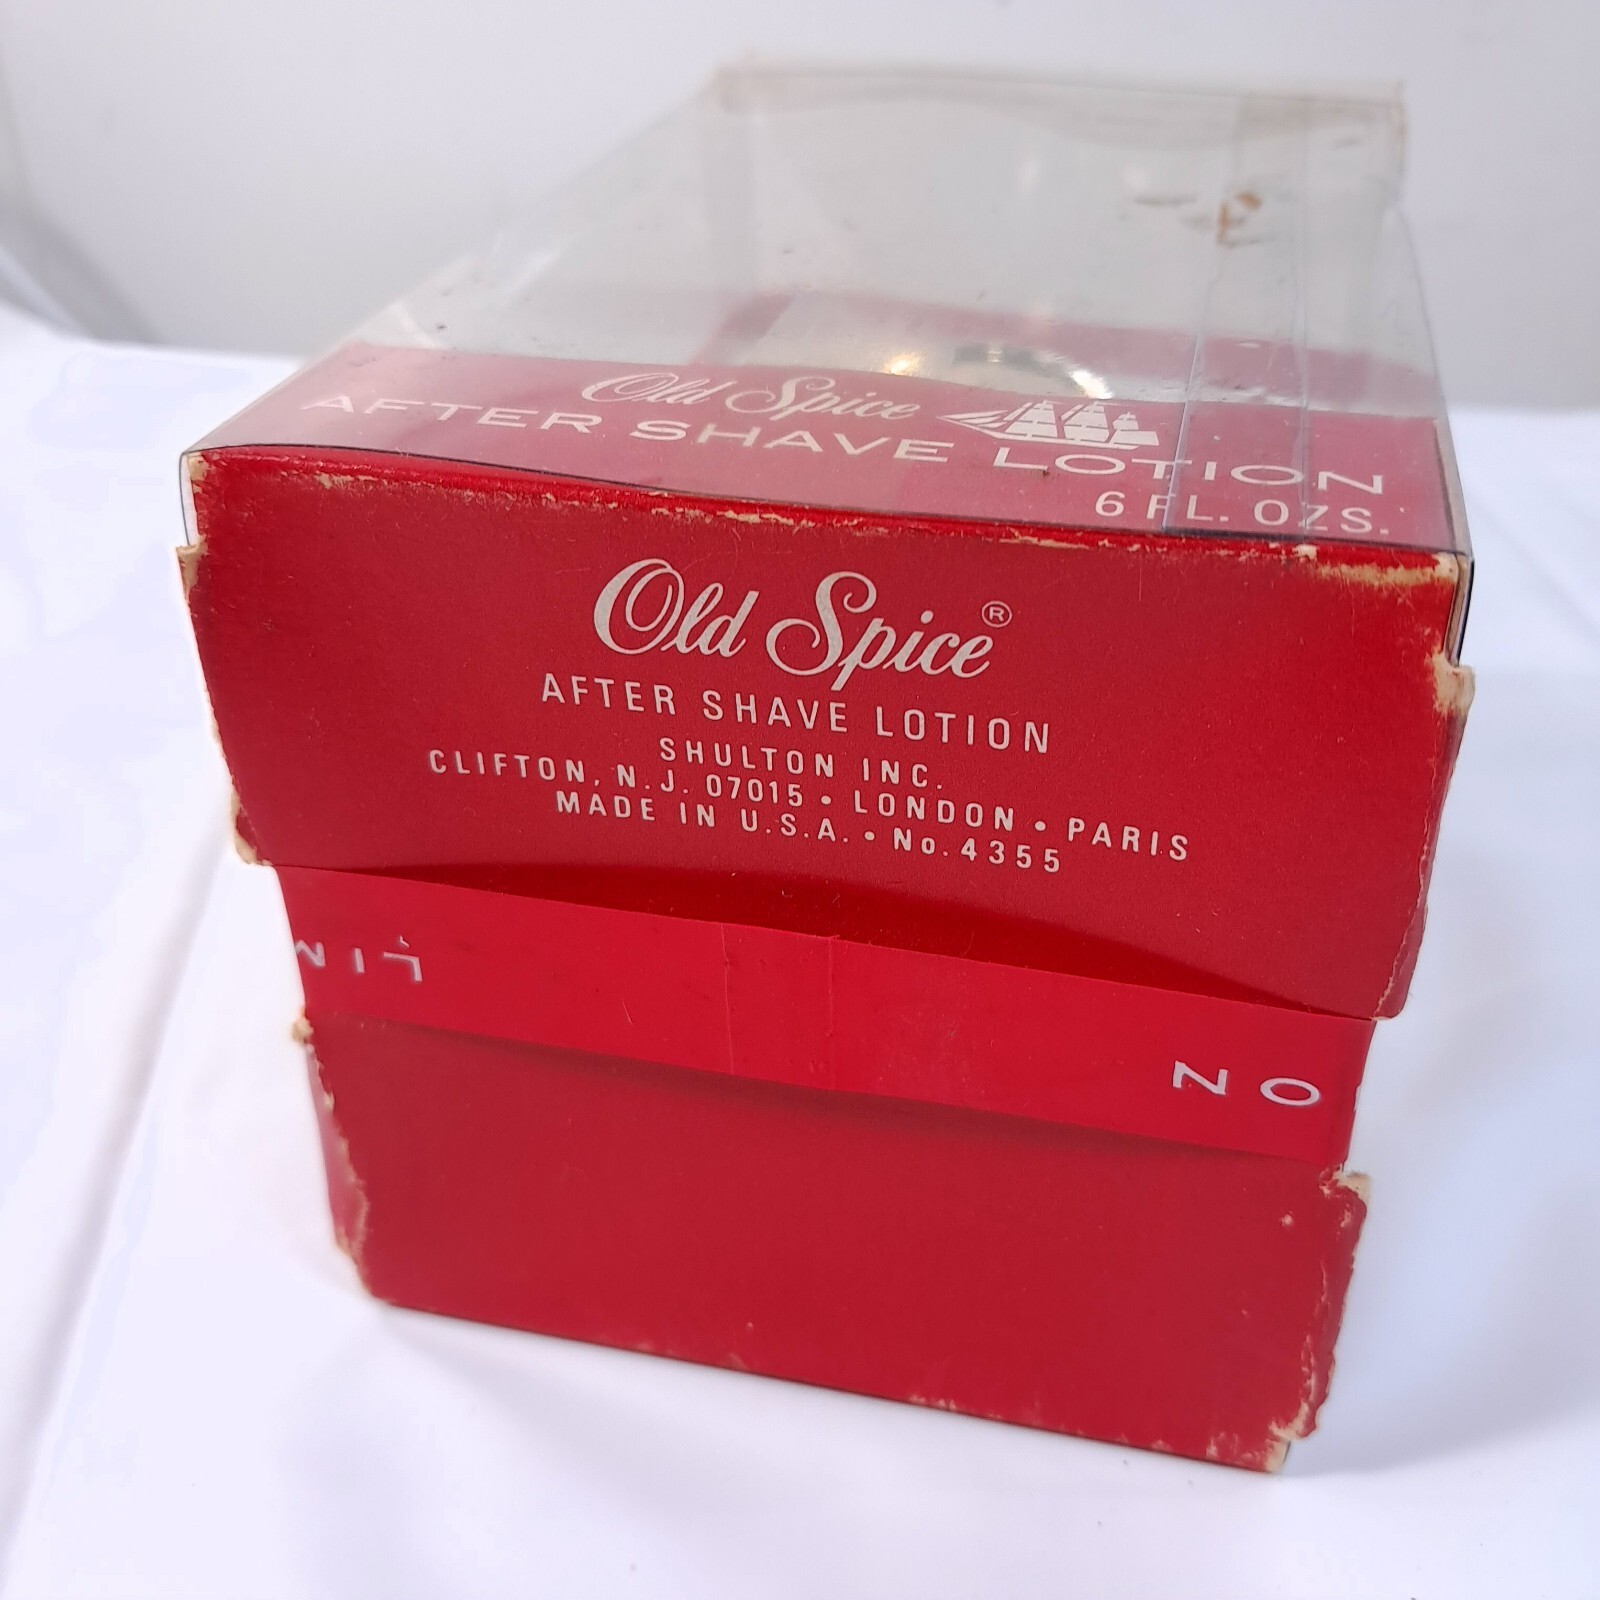 Old Spice
AFTER SHAVE LOTION
6 FL. OZS.
Old Spice®
AFTER SHAVE LOTION
SHULTON INC.
CLIFTON, N.J. 07015 • LONDON • PARIS
MADE IN U.S.A. • No. 4355
ON